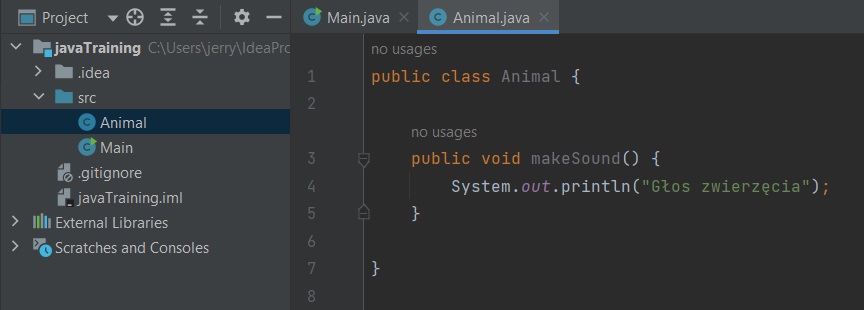 Project
javaTraining C:\Users\jerry\IdeaPro
.idea
src
Animal
Main
.gitignore
javaTraining.iml
External Libraries
Scratches and Consoles
Main.java Animal.java
no usages
1 public class Animal {
2
no usages
3 public void makeSound() {
4 System.out.println("Głos zwierzęcia");
5 }
6
7 }
8